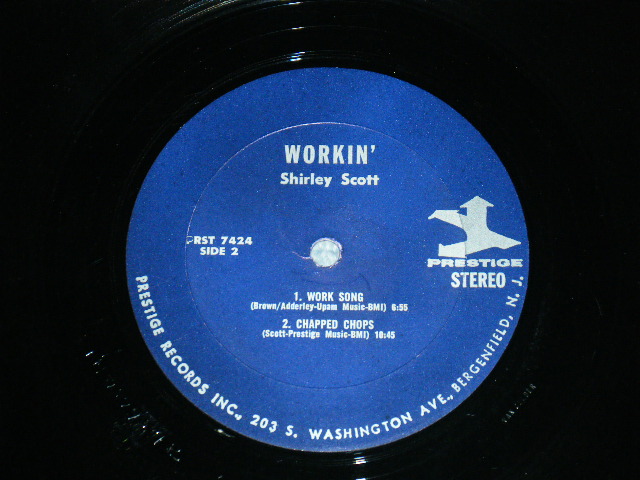 WORKIN'
Shirley Scott
PRST 7424
SIDE 2
PRESTIGE
STEREO
1. WORK SONG
(Brown/Adderley-Upam Music-BMI) 6:55
2. CHAPPED CHOPS
(Scott-Prestige Music-BMI) 10:45
PRESTIGE RECORDS INC., 203 S. WASHINGTON AVE., BERGENFIELD, N. J.